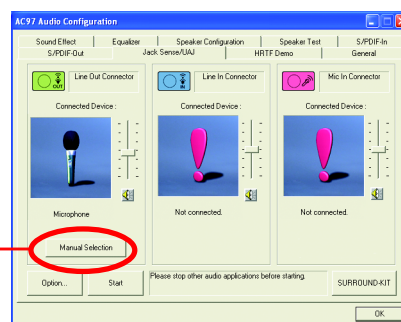 AC97 Audio Configuration
Sound Effect Equalizer Speaker Configuration Speaker Test S/PDIF-In
S/PDIF-Out Jack Sense/UAJ HRTF Demo General
OUT Line Out Connector IN Line In Connector Mic In Connector
Connected Device : Connected Device : Connected Device :
Microphone Not connected. Not connected.
Manual Selection
Option... Start Please stop other audio applications before starting. SURROUND-KIT
OK